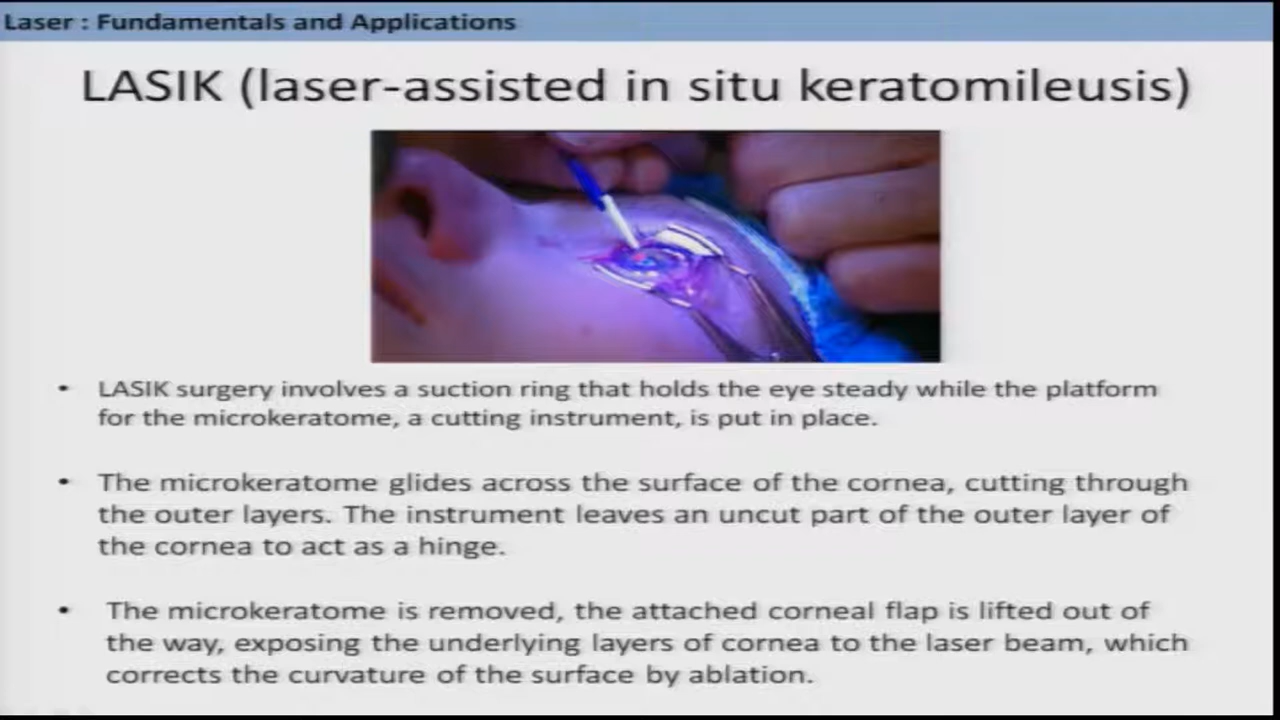 Laser : Fundamentals and Applications
LASIK (laser-assisted in situ keratomileusis)
• LASIK surgery involves a suction ring that holds the eye steady while the platform
for the microkeratome, a cutting instrument, is put in place.
• The microkeratome glides across the surface of the cornea, cutting through
the outer layers. The instrument leaves an uncut part of the outer layer of
the cornea to act as a hinge.
• The microkeratome is removed, the attached corneal flap is lifted out of
the way, exposing the underlying layers of cornea to the laser beam, which
corrects the curvature of the surface by ablation.